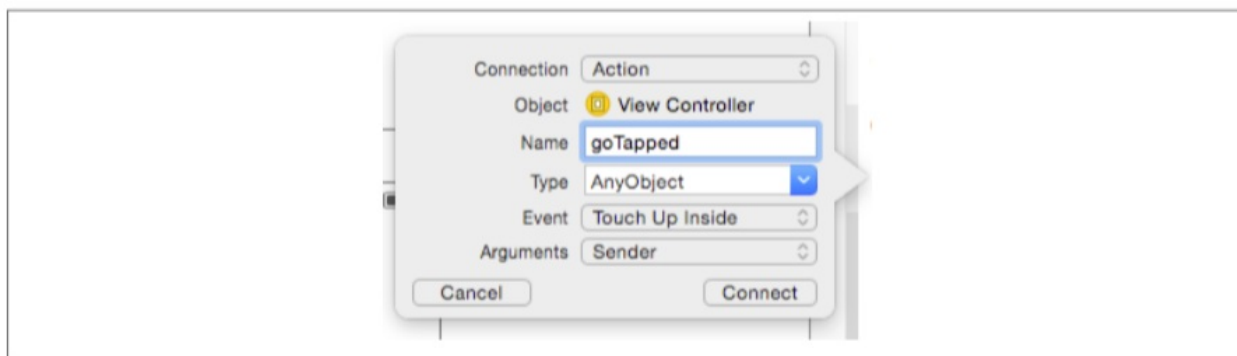 Connection Action
Object View Controller
Name goTapped
Type AnyObject
Event Touch Up Inside
Arguments Sender
Cancel Connect